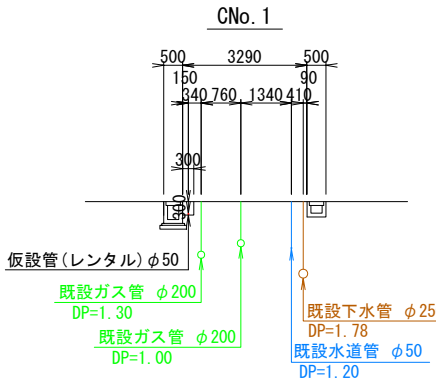 CNo. 1
500 3290 500
150 90
340 760 1340 410
300
300
仮設管(レンタル)φ50
既設ガス管 φ200
DP=1.30
既設ガス管 φ200
DP=1.00
既設下水管 φ25
DP=1.78
既設水道管 φ50
DP=1.20